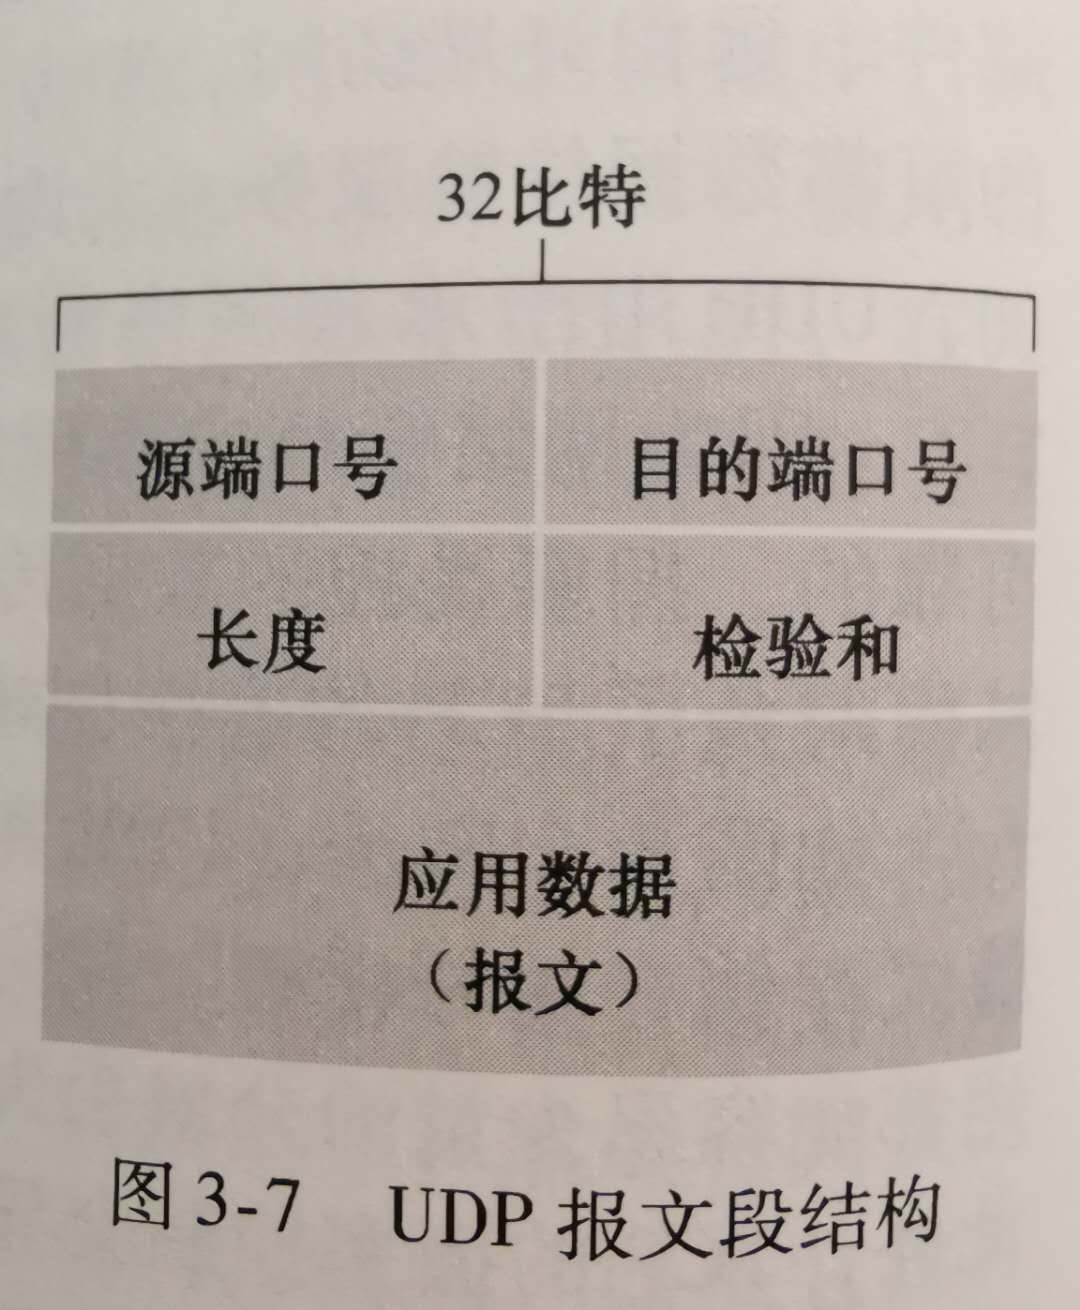 32比特
源端口号 目的端口号
长度 检验和
应用数据
（报文）
图 3-7 UDP 报文段结构